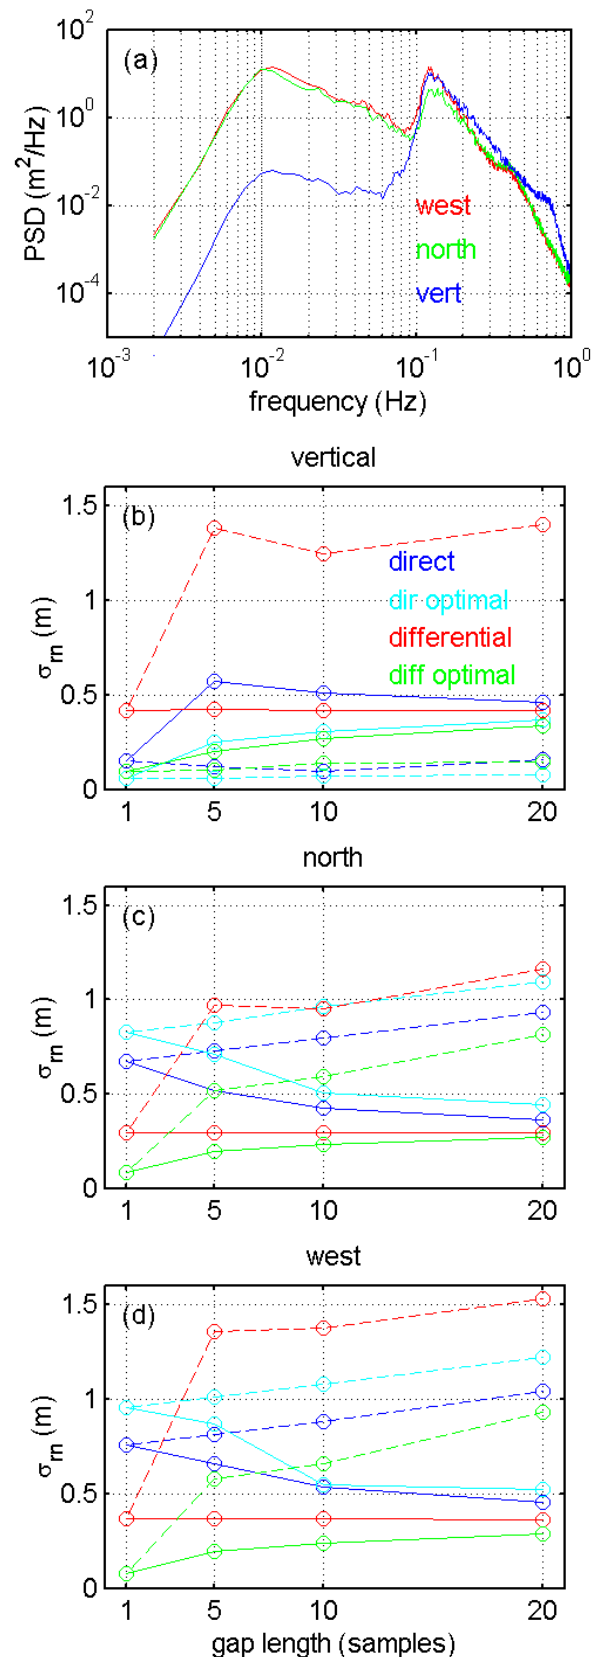 (a)
10^2
10^0
10^-2
10^-4
PSD (m^2/Hz)
west
north
vert
10^-3 10^-2 10^-1 10^0
frequency (Hz)
vertical
(b)
1.5
1
0.5
0
σ_rn (m)
direct
dir optimal
differential
diff optimal
1 5 10 20
north
(c)
1.5
1
0.5
0
σ_rn (m)
1 5 10 20
west
(d)
1.5
1
0.5
0
σ_rn (m)
1 5 10 20
gap length (samples)